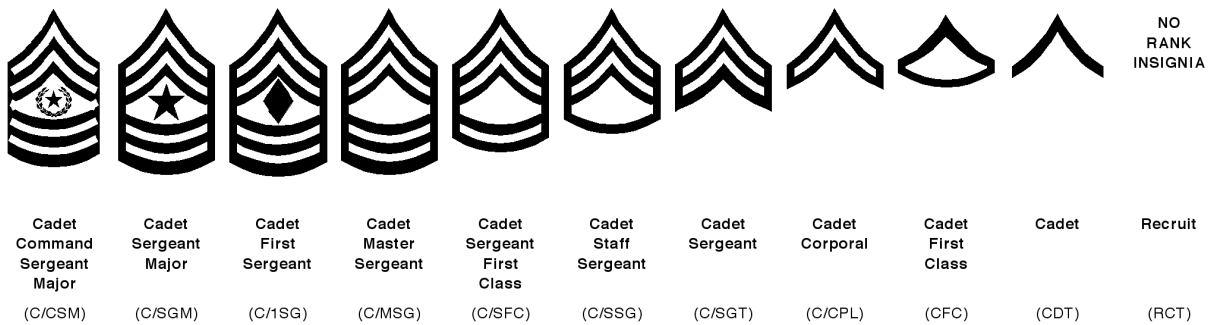 NO
RANK
INSIGNIA
Cadet
Command
Sergeant
Major
(C/CSM)
Cadet
Sergeant
Major
(C/SGM)
Cadet
First
Sergeant
(C/1SG)
Cadet
Master
Sergeant
(C/MSG)
Cadet
Sergeant
First
Class
(C/SFC)
Cadet
Staff
Sergeant
(C/SSG)
Cadet
Sergeant
(C/SGT)
Cadet
Corporal
(C/CPL)
Cadet
First
Class
(CFC)
Cadet
(CDT)
Recruit
(RCT)